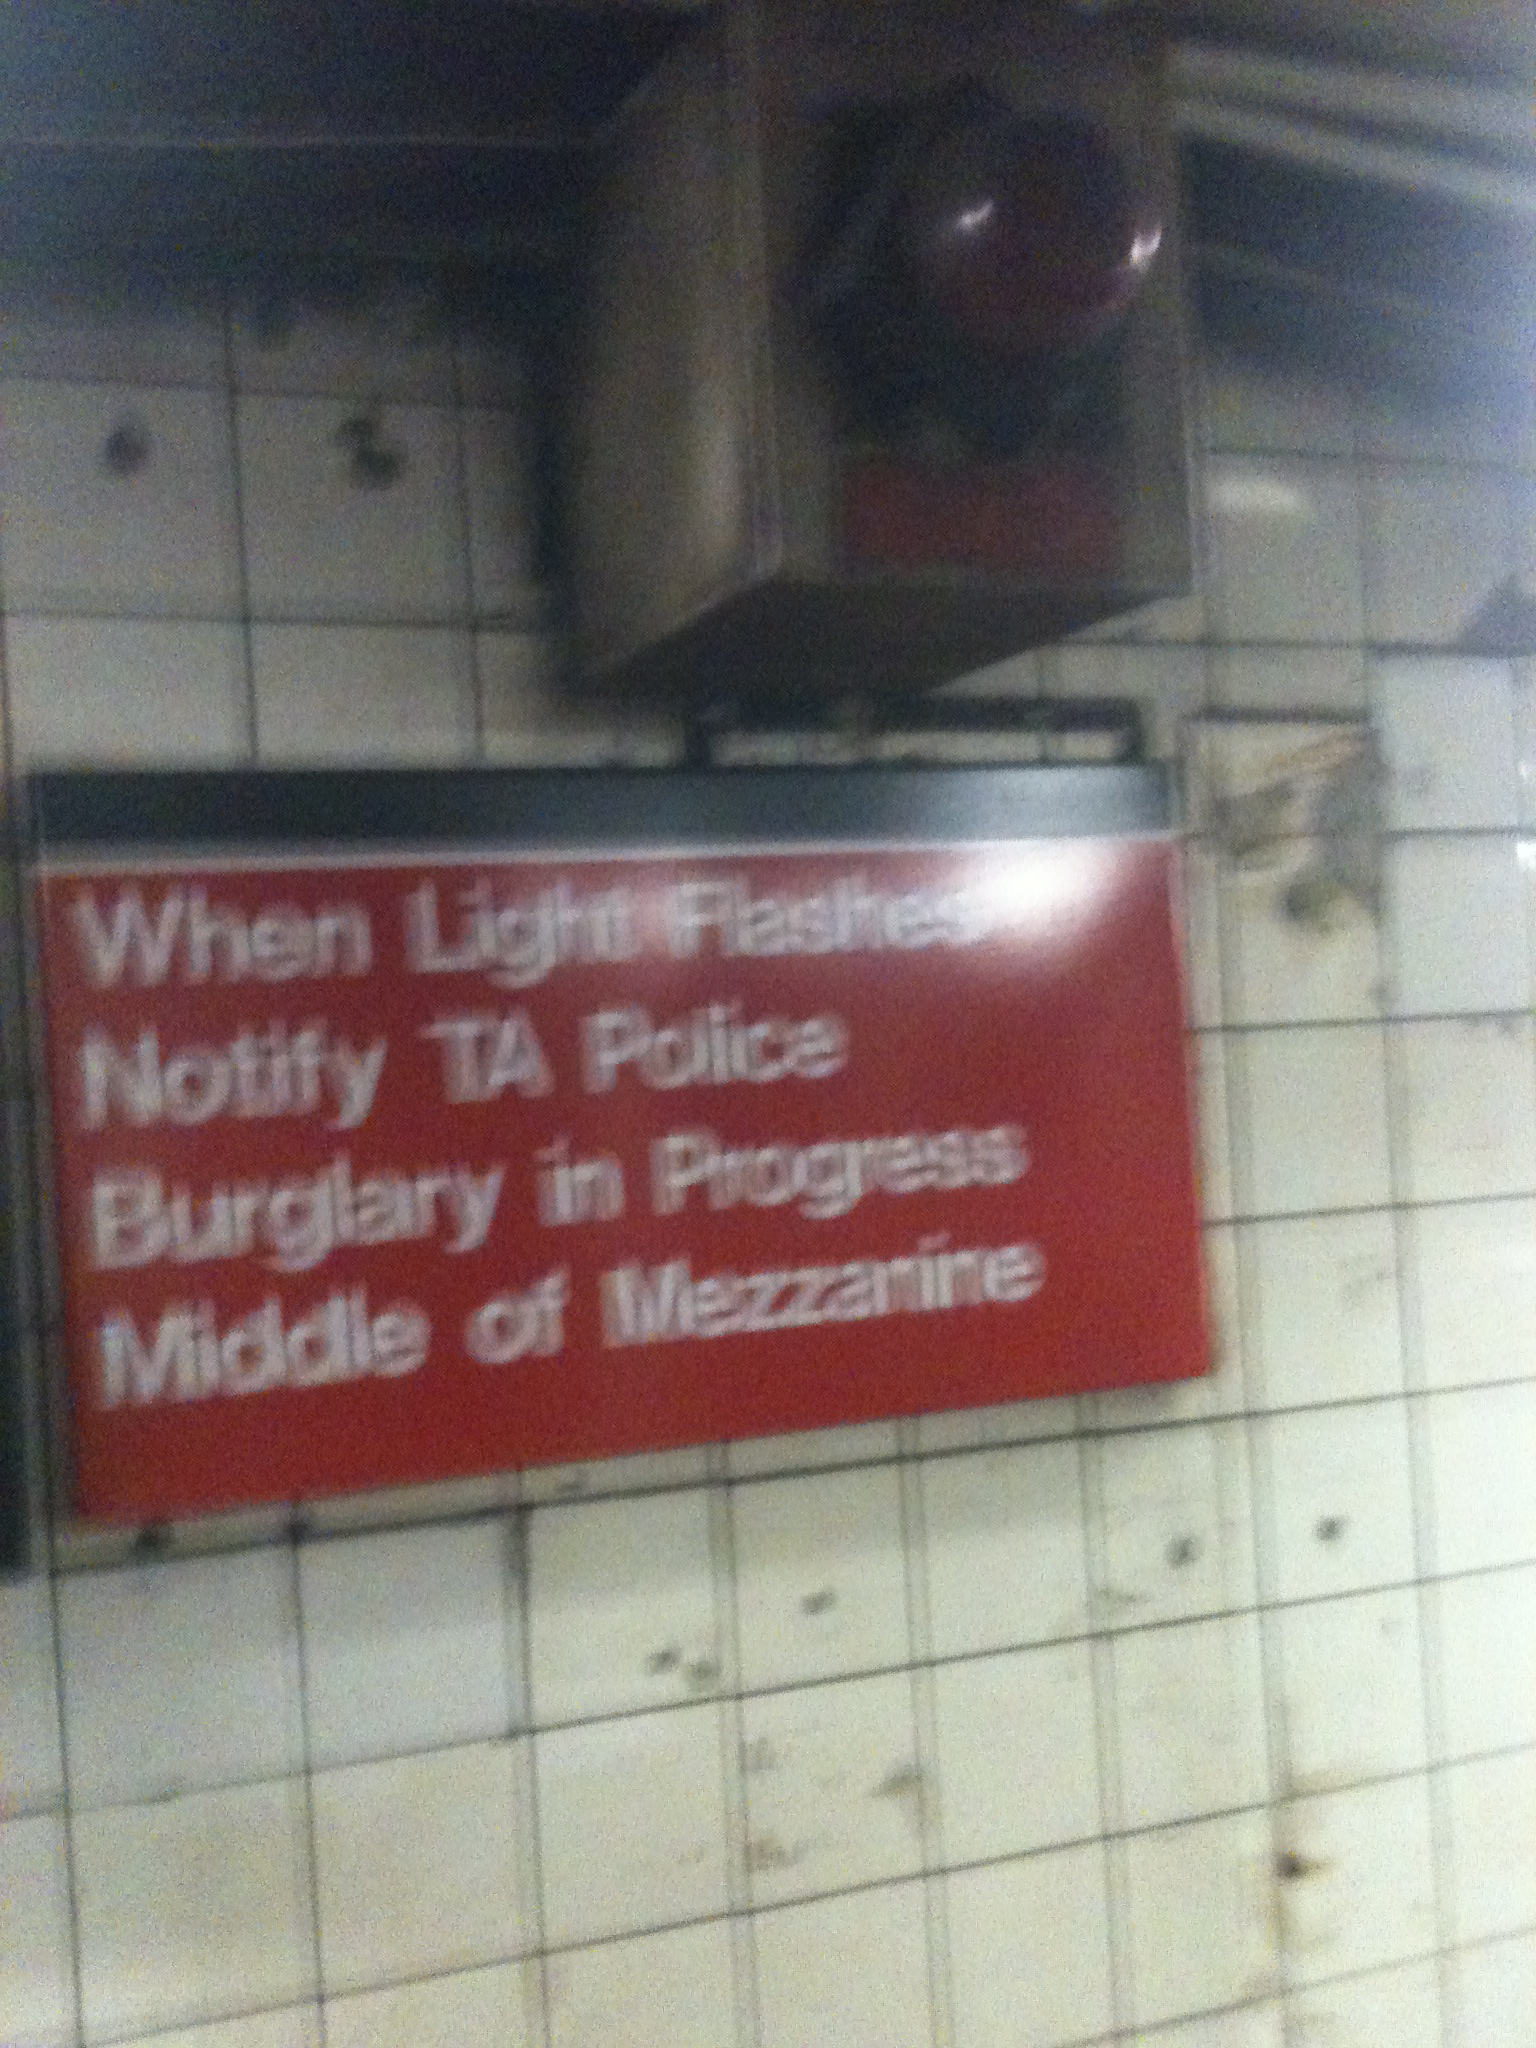 When Light Flashes
Notify TA Police
Burglary in Progress
Middle of Mezzanine